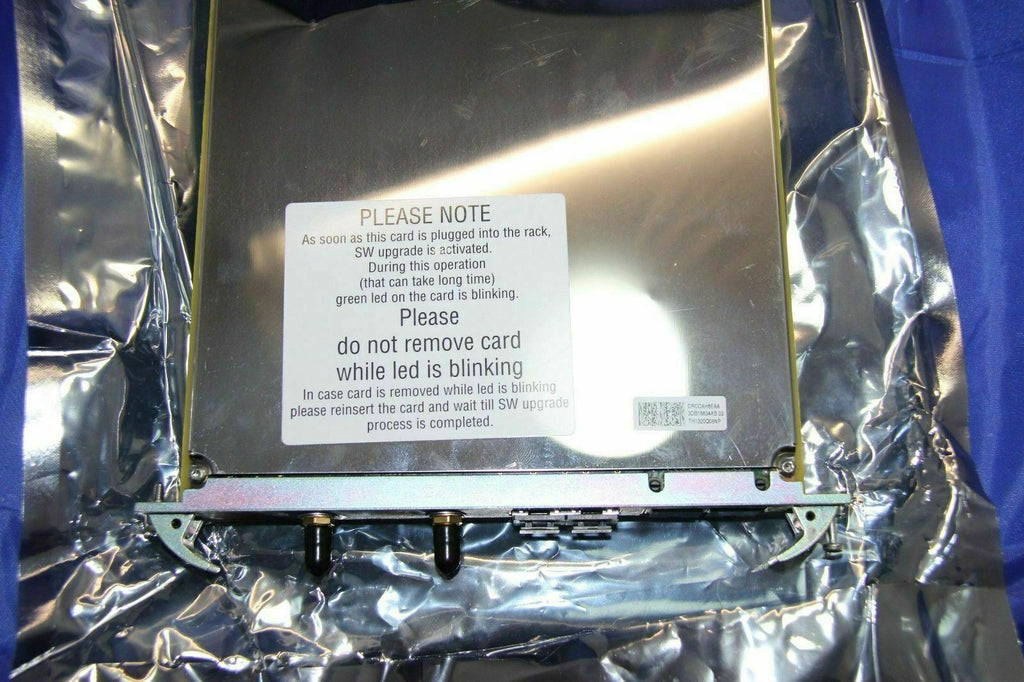 PLEASE NOTE
As soon as this card is plugged into the rack,
SW upgrade is activated.
During this operation
(that can take long time)
green led on the card is blinking.
Please
do not remove card
while led is blinking
In case card is removed while led is blinking
please reinsert the card and wait till SW upgrade
process is completed.